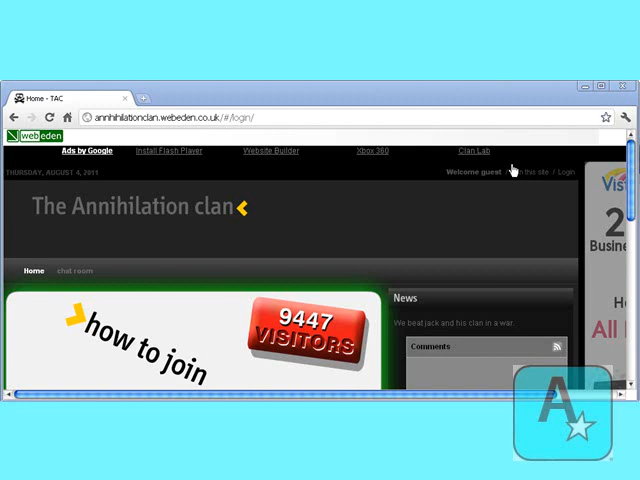 Home - TAC
annhihilationclan.webeden.co.uk/#/login/
webeden
Ads by Google Install Flash Player Website Builder Xbox 360 Clan Lab
THURSDAY, AUGUST 4, 2011 Welcome guest / this site / Login
The Annihilation clan
Home chat room
how to join
9447
VISITORS
News
We beat jack and his clan in a war.
Comments
2
Busine
H
All
A